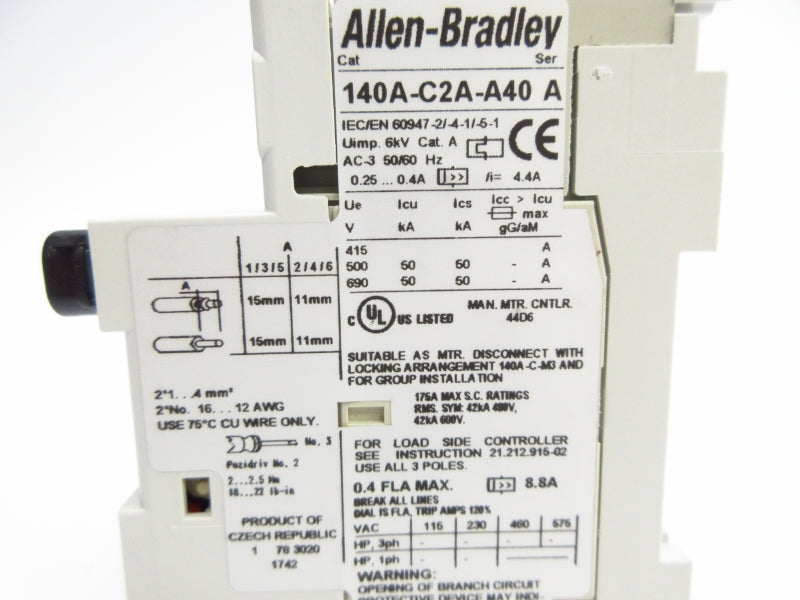 Allen-Bradley
Cat Ser
140A-C2A-A40 A
IEC/EN 60947-2/-4-1/-5-1
Uimp. 6kV Cat. A
CE
AC-3 50/60 Hz
0.25 ... 0.4A >> Ii= 4.4A
Ue Icu Ics Icc > Icu
max
V kA kA gG/aM
415 A
500 50 50 - A
690 50 50 - A
C UL US LISTED MAN. MTR. CNTLR.
44D6
SUITABLE AS MTR. DISCONNECT WITH
LOCKING ARRANGEMENT 140A-C-M3 AND
FOR GROUP INSTALLATION
175A MAX S.C. RATINGS
RMS. SYM: 42kA 480V,
42kA 600V.
FOR LOAD SIDE CONTROLLER
SEE INSTRUCTION 21.212.915-02
USE ALL 3 POLES.
0.4 FLA MAX. >> 8.8A
BREAK ALL LINES
DIAL IS FLA, TRIP AMPS 120%
VAC 115 230 460 575
HP, 3ph - - - -
HP, 1ph - -
WARNING:
OPENING OF BRANCH CIRCUIT
PROTECTIVE DEVICE MAY INDI-
A
1/3/5 2/4/6
A
15mm 11mm
15mm 11mm
2*1...4 mm²
2*No. 16... 12 AWG
USE 75°C CU WIRE ONLY.
No. 3
Pozidriv No. 2
2...2.5 Nm
18...22 lb-in
PRODUCT OF
CZECH REPUBLIC
1 78 3020
1742